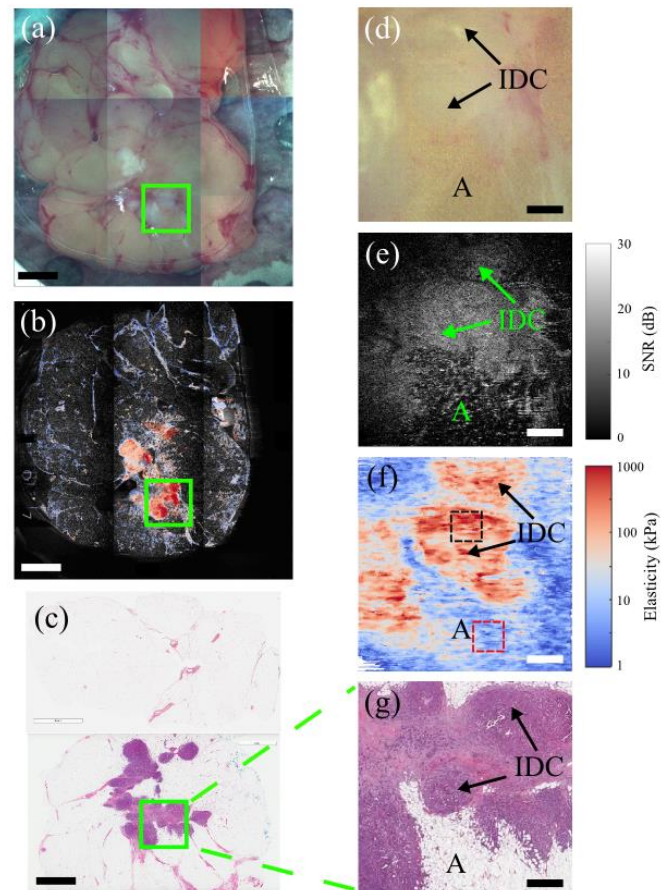 (a)
(b)
(c)
(d)
IDC
A
(e)
IDC
A
30
20
10
0
SNR (dB)
(f)
IDC
A
1000
100
10
1
Elasticity (kPa)
(g)
IDC
A